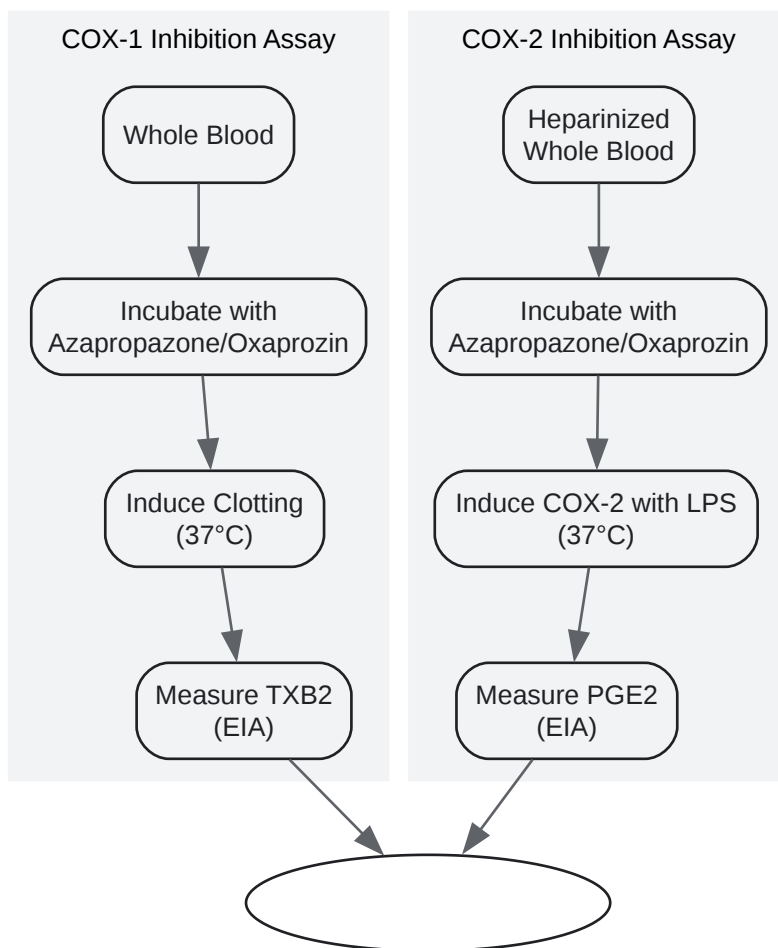 COX-1 Inhibition Assay
Whole Blood
Incubate with
Azapropazone/Oxaprozin
Induce Clotting
(37°C)
Measure TXB2
(EIA)
COX-2 Inhibition Assay
Heparinized
Whole Blood
Incubate with
Azapropazone/Oxaprozin
Induce COX-2 with LPS
(37°C)
Measure PGE2
(EIA)